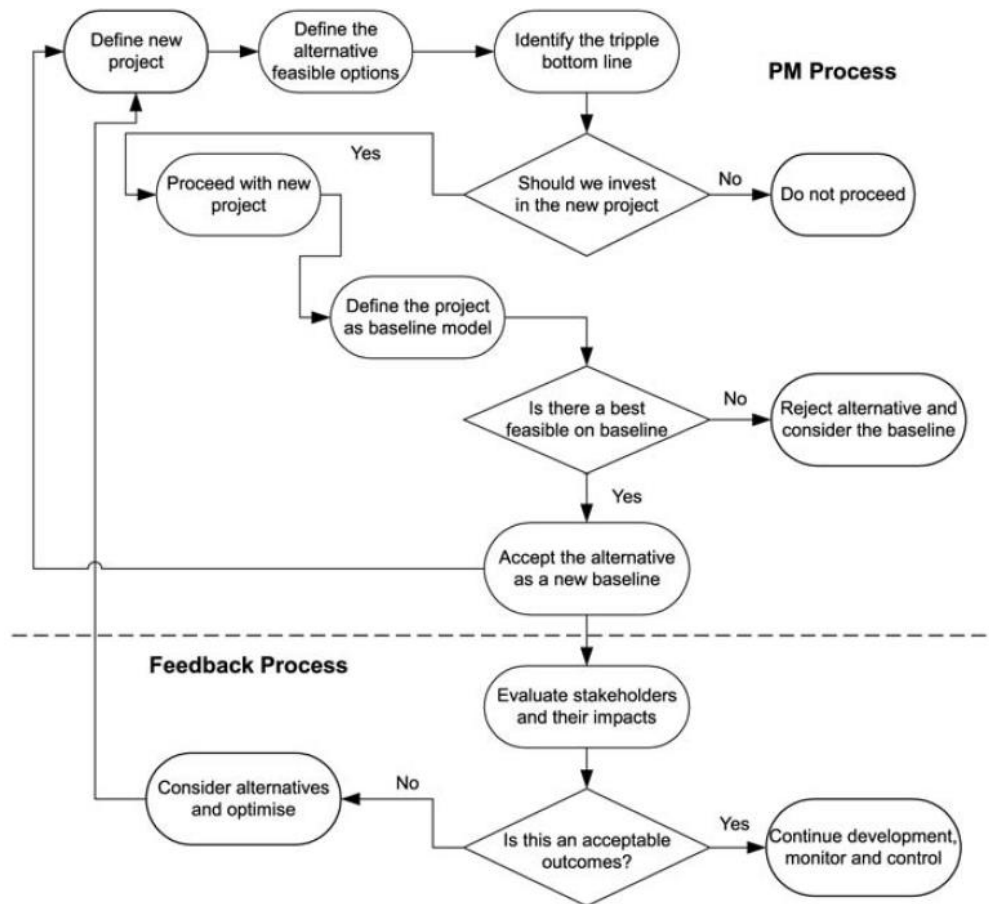 Define new
project
Define the
alternative
feasible options
Identify the tripple
bottom line
PM Process
Yes
Proceed with new
project
Should we invest
in the new project
No
Do not proceed
Define the project
as baseline model
Is there a best
feasible on baseline
No
Reject alternative and
consider the baseline
Yes
Accept the alternative
as a new baseline
Feedback Process
Evaluate stakeholders
and their impacts
Consider alternatives
and optimise
No
Is this an acceptable
outcomes?
Yes
Continue development,
monitor and control